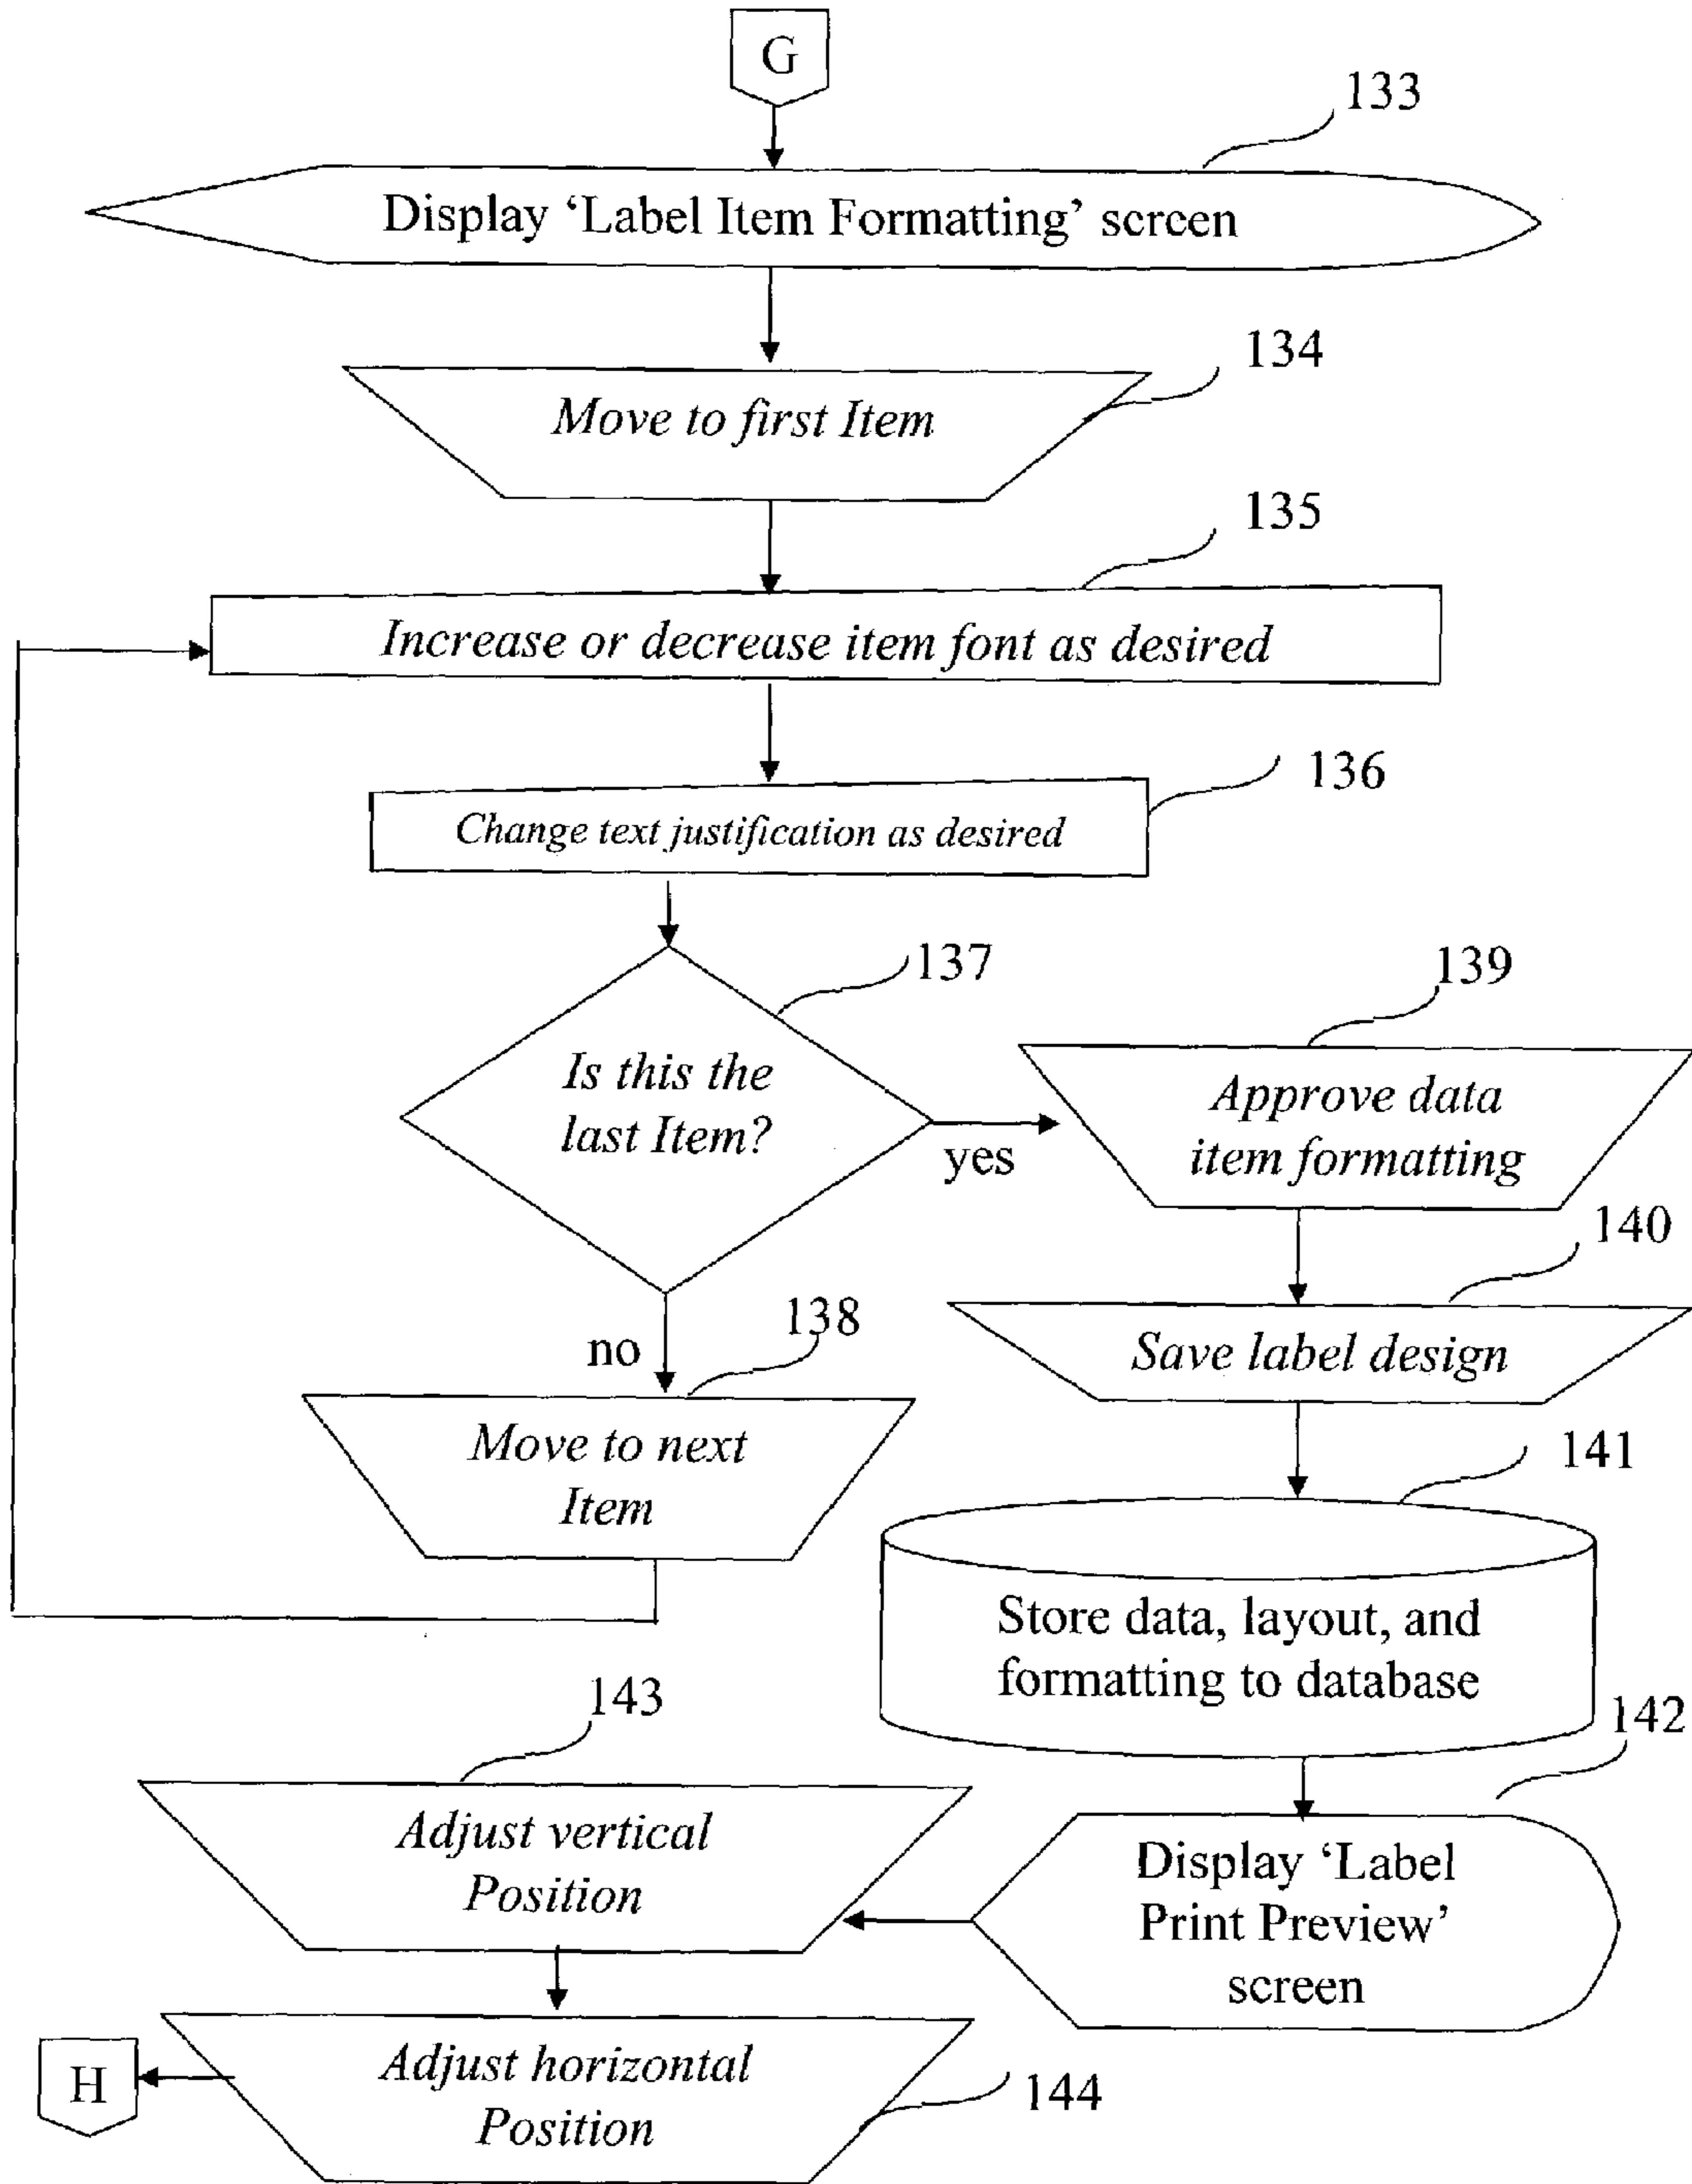 G
133
Display ‘Label Item Formatting’ screen
134
Move to first Item
135
Increase or decrease item font as desired
136
Change text justification as desired
137
Is this the
last Item?
yes
139
Approve data
item formatting
140
Save label design
no
138
Move to next
Item
141
Store data, layout, and
formatting to database
142
Display ‘Label
Print Preview’
screen
143
Adjust vertical
Position
144
Adjust horizontal
Position
H